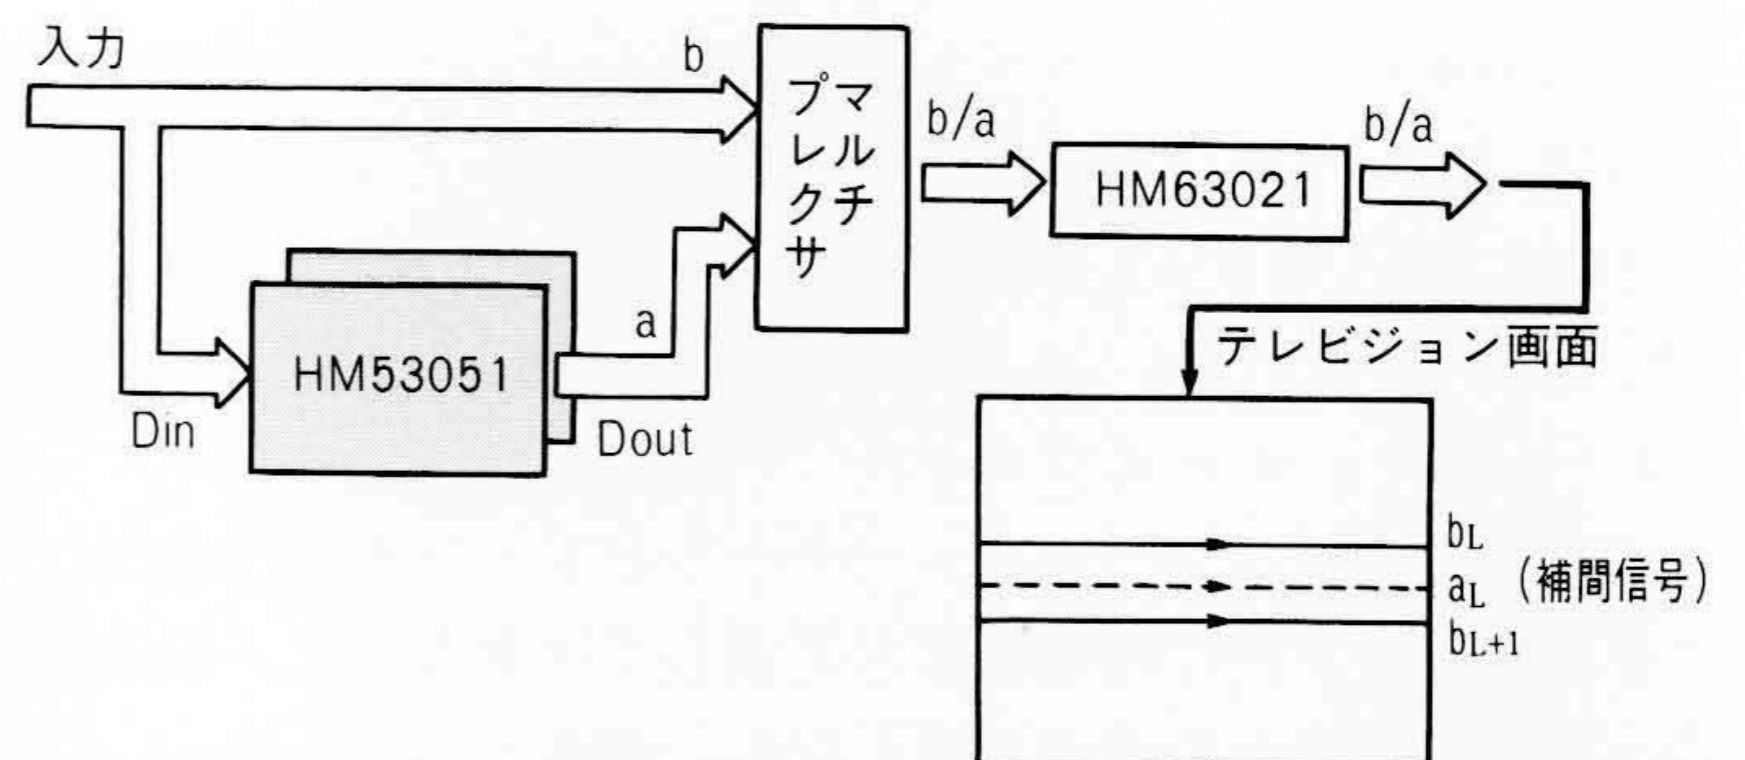 入力
b
マルチ
プレクサ
b/a
HM63021
b/a
HM53051
a
Din
Dout
テレビジョン画面
bL
aL (補間信号)
bL+1